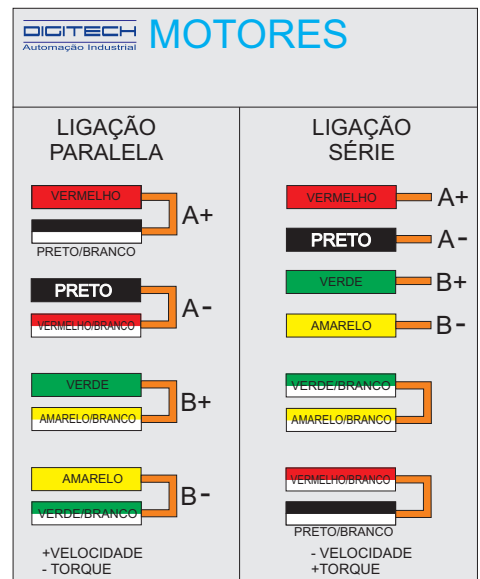 DIGITECH
Automação Industrial
MOTORES
LIGAÇÃO
PARALELA
VERMELHO
A+
PRETO/BRANCO
PRETO
A-
VERMELHO/BRANCO
VERDE
B+
AMARELO/BRANCO
AMARELO
B-
VERDE/BRANCO
+VELOCIDADE
- TORQUE
LIGAÇÃO
SÉRIE
VERMELHO
A+
PRETO
A-
VERDE
B+
AMARELO
B-
VERDE/BRANCO
AMARELO/BRANCO
VERMELHO/BRANCO
PRETO/BRANCO
- VELOCIDADE
+TORQUE